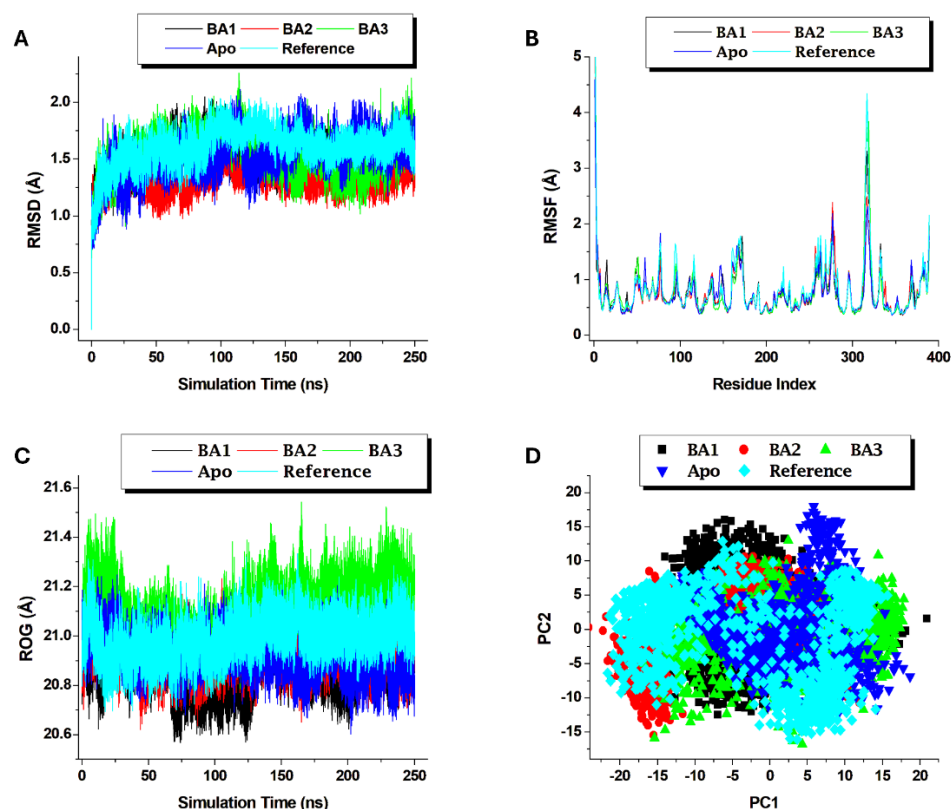 A
BA1 BA2 BA3
Apo Reference
RMSD (Å)
2.0
1.5
1.0
0.5
0.0
0 50 100 150 200 250
Simulation Time (ns)
B
BA1 BA2 BA3
Apo Reference
RMSF (Å)
5
4
3
2
1
0
0 100 200 300 400
Residue Index
C
BA1 BA2 BA3
Apo Reference
ROG (Å)
21.6
21.4
21.2
21.0
20.8
20.6
0 50 100 150 200 250
Simulation Time (ns)
D
BA1 BA2 BA3
Apo Reference
PC2
20
15
10
5
0
-5
-10
-15
-20 -15 -10 -5 0 5 10 15 20
PC1